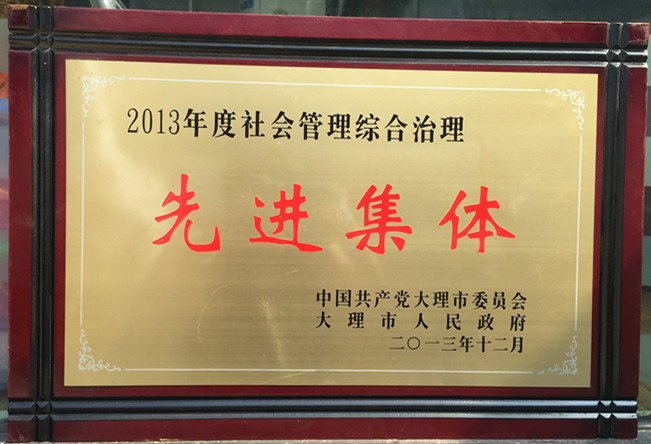 2013年度社会管理综合治理
先进集体
中国共产党大理市委员会
大理市人民政府
二〇一三年十二月